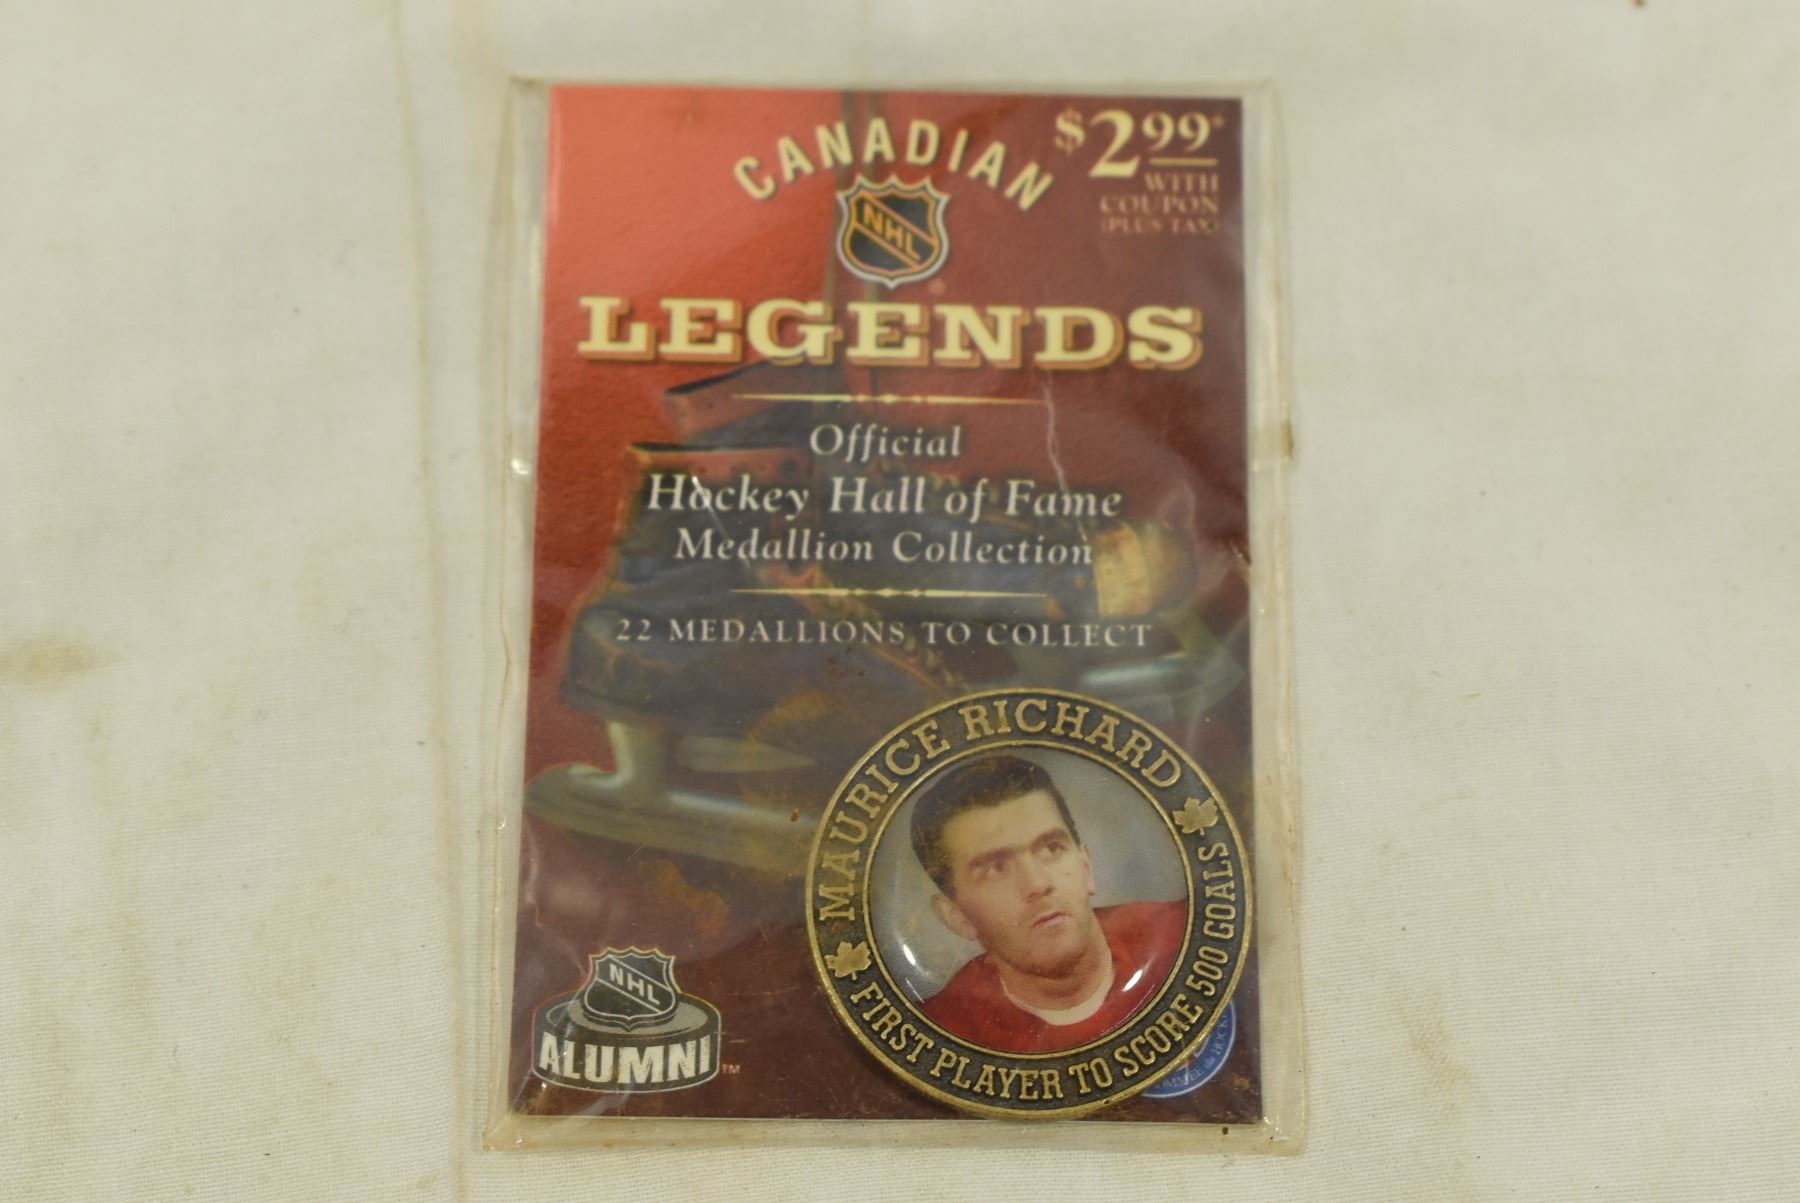 CANADIAN
$2.99+
WITH
COUPON
(PLUS TAX)
NHL
LEGENDS
Official
Hockey Hall of Fame
Medallion Collection
22 MEDALLIONS TO COLLECT
MAURICE RICHARD
FIRST PLAYER TO SCORE 500 GOALS
NHL
ALUMNI™